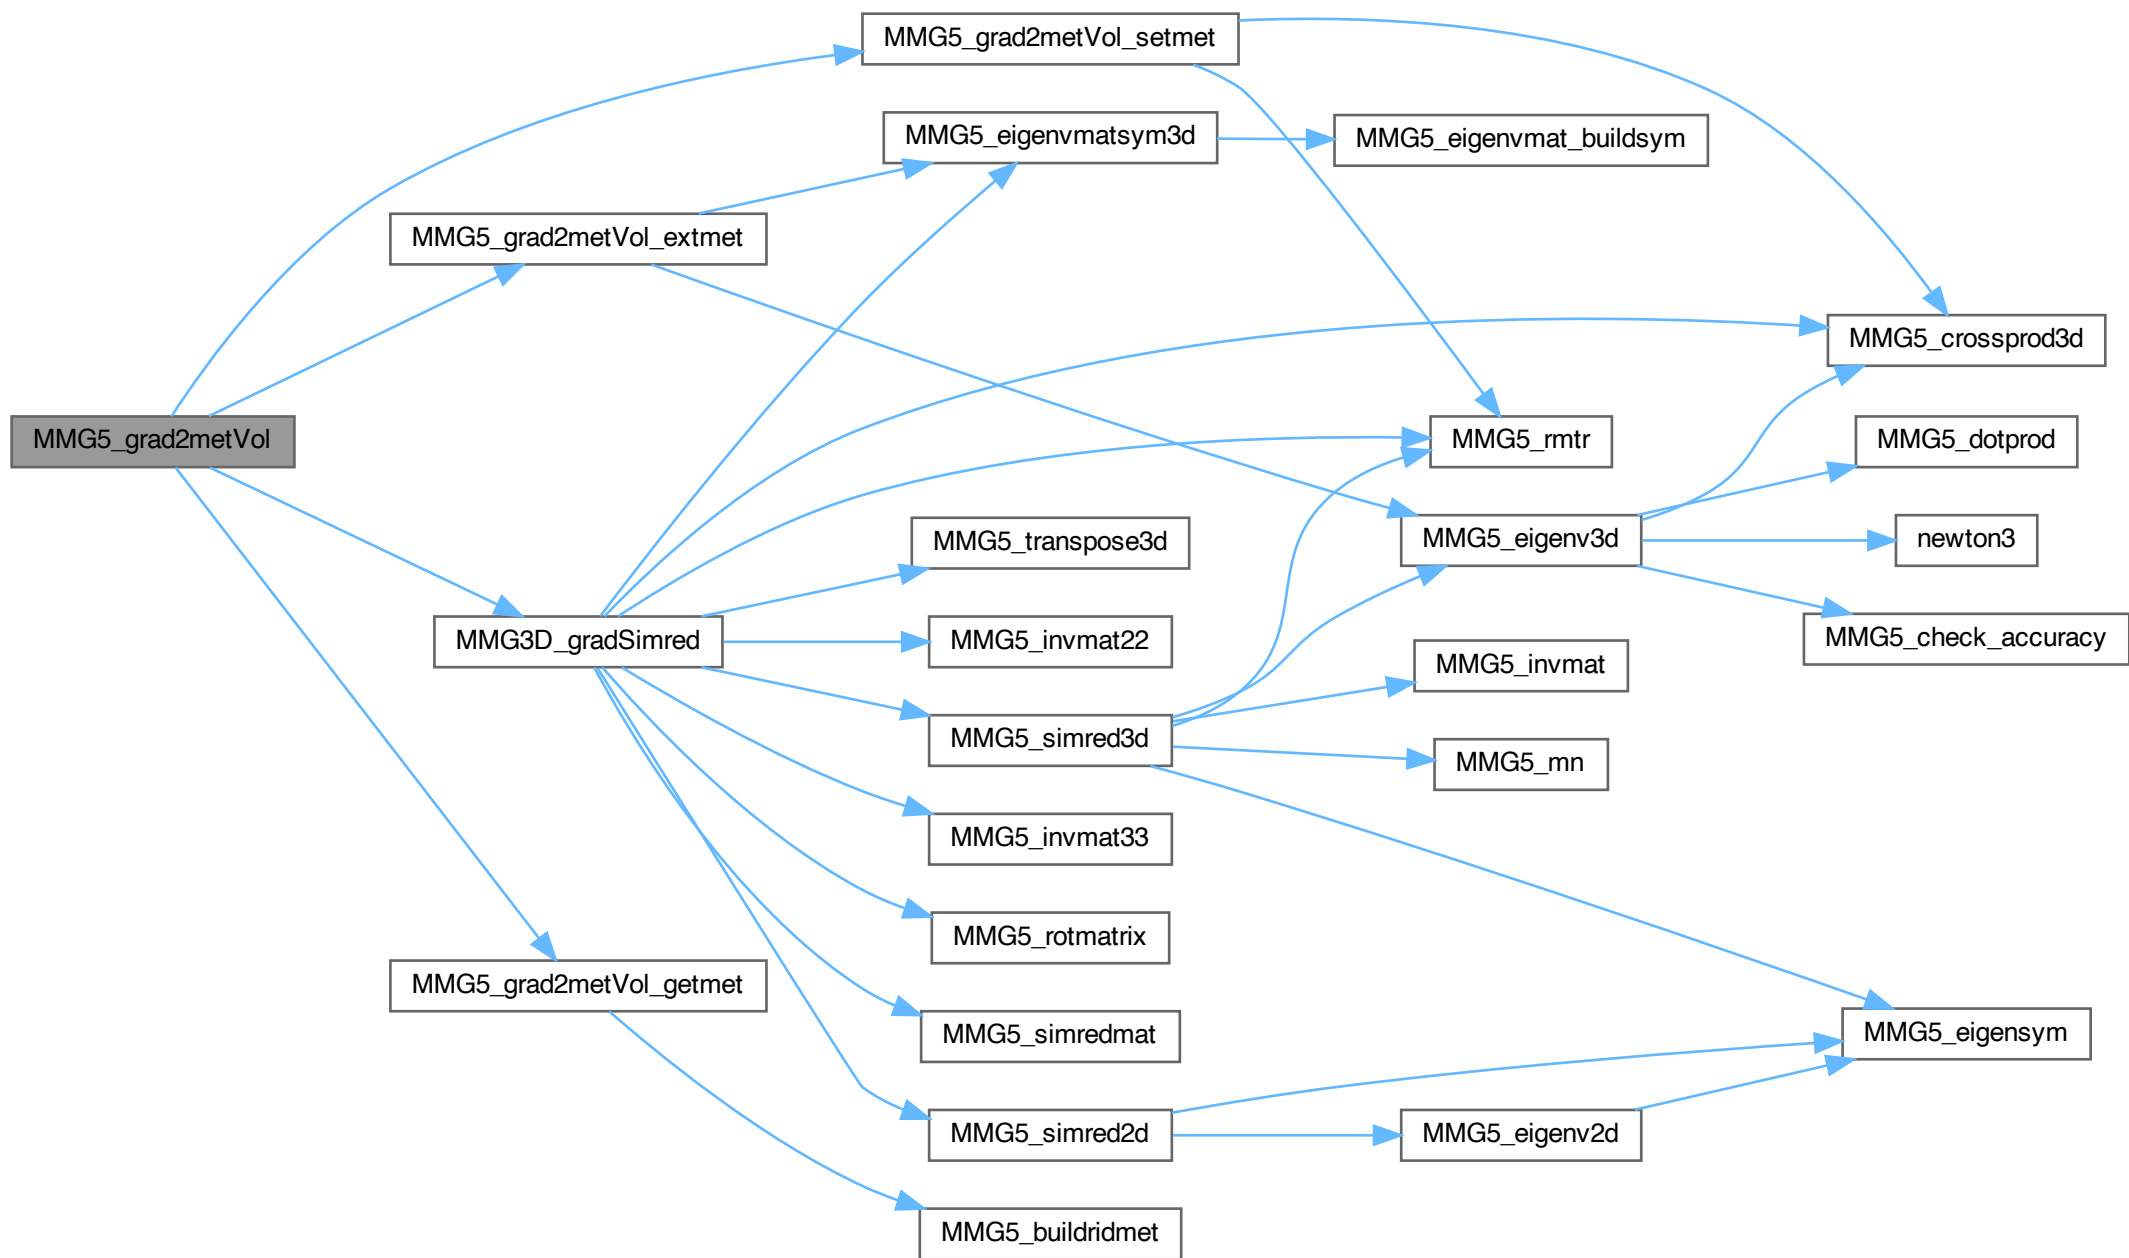 MMG5_grad2metVol_setmet
MMG5_eigenvmatsym3d
MMG5_eigenvmat_buildsym
MMG5_grad2metVol_extmet
MMG5_crossprod3d
MMG5_grad2metVol
MMG5_rmtr
MMG5_dotprod
MMG5_transpose3d
MMG5_eigenv3d
newton3
MMG3D_gradSimred
MMG5_invmat22
MMG5_invmat
MMG5_check_accuracy
MMG5_simred3d
MMG5_mn
MMG5_invmat33
MMG5_rotmatrix
MMG5_grad2metVol_getmet
MMG5_simredmat
MMG5_eigensym
MMG5_simred2d
MMG5_eigenv2d
MMG5_buildridmet